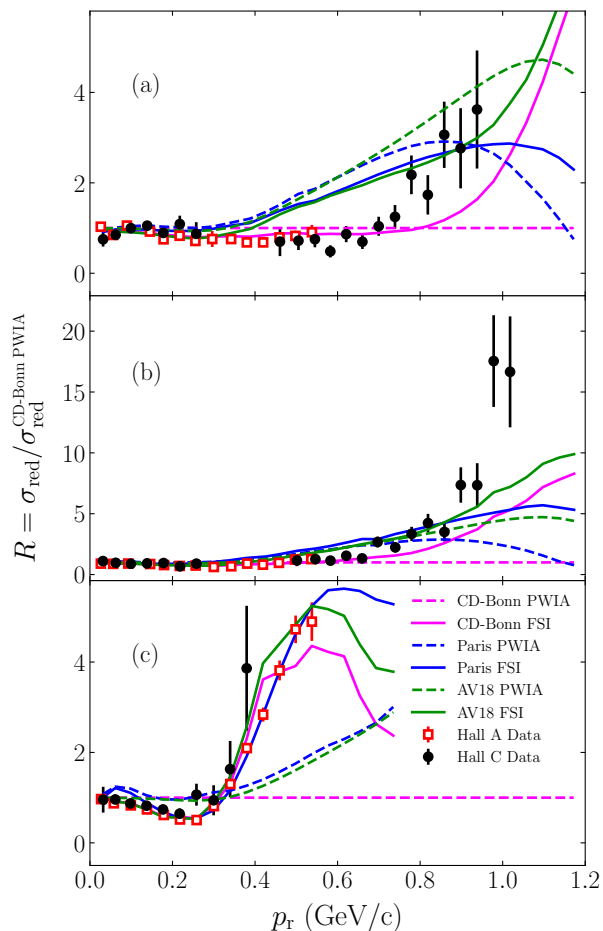 4
2
0
(a)
20
15
10
5
0
(b)
R = σred/σred^CD-Bonn PWIA
4
2
0
(c)
CD-Bonn PWIA
CD-Bonn FSI
Paris PWIA
Paris FSI
AV18 PWIA
AV18 FSI
Hall A Data
Hall C Data
0.0 0.2 0.4 0.6 0.8 1.0 1.2
pr (GeV/c)